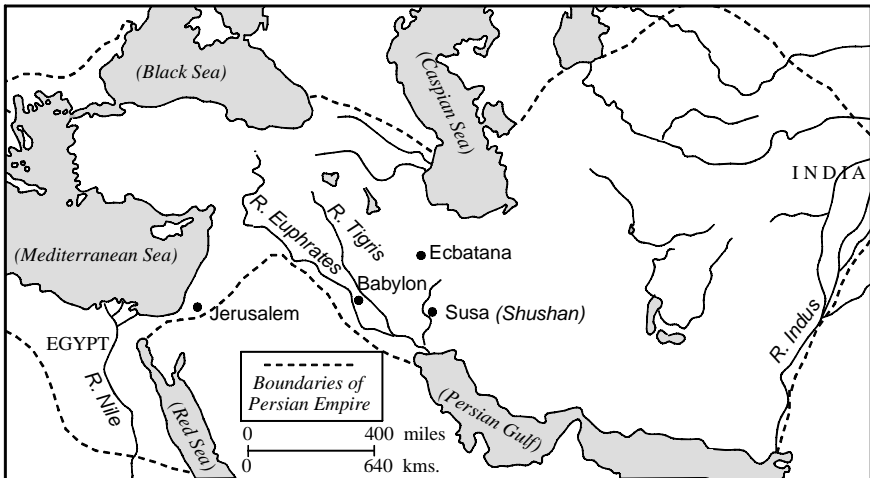 (Black Sea)
(Caspian Sea)
INDIA
R. Euphrates
R. Tigris
(Mediterranean Sea)
Ecbatana
Babylon
Jerusalem
Susa (Shushan)
EGYPT
R. Nile
R. Indus
Boundaries of
Persian Empire
(Red Sea)
(Persian Gulf)
0 400 miles
0 640 kms.